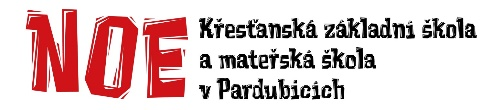 NOE
Křesťanská základní škola
a mateřská škola
v Pardubicích